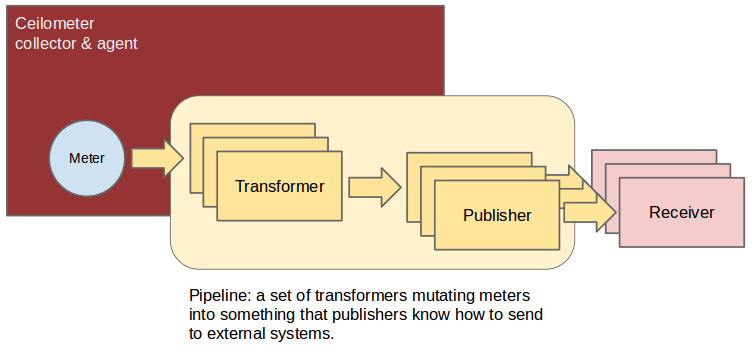 Ceilometer
collector & agent
Meter
Transformer
Publisher
Receiver
Pipeline: a set of transformers mutating meters
into something that publishers know how to send
to external systems.